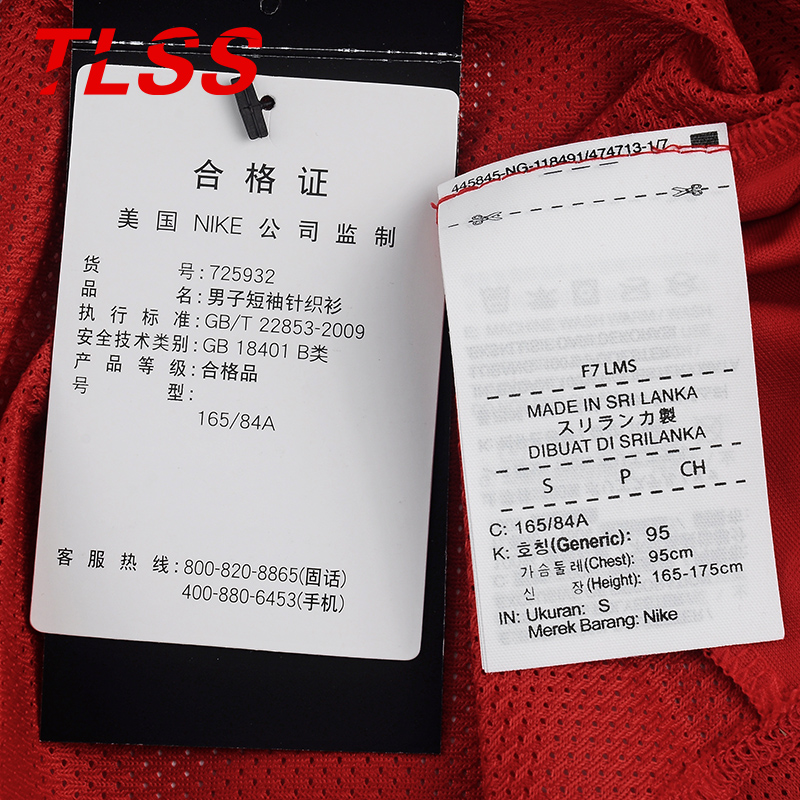 TLSS
合格证
美国 NIKE 公司监制
货号:725932
品名:男子短袖针织衫
执行标准:GB/T 22853-2009
安全技术类别:GB 18401 B类
产品等级:合格品
号型:
165/84A
客服热线:800-820-8865(固话)
400-880-6453(手机)
445845-NG-118491/474713-1/7
F7 LMS
MADE IN SRI LANKA
スリランカ製
DIBUAT DI SRILANKA
S P CH
C: 165/84A
K: 호칭(Generic): 95
가슴둘레(Chest): 95cm
신 장(Height): 165-175cm
IN: Ukuran: S
Merek Barang: Nike